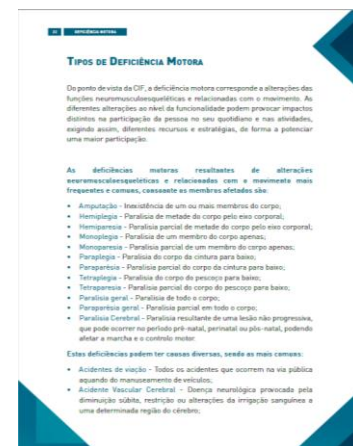 22 DEFICIÊNCIA MOTORA
TIPOS DE DEFICIÊNCIA MOTORA
Do ponto de vista da CIF, a deficiência motora corresponde a alterações das
funções neuromusculoesqueléticas e relacionadas com o movimento. As
diferentes alterações ao nível da funcionalidade podem provocar impactos
distintos na participação da pessoa no seu quotidiano e nas atividades,
exigindo assim, diferentes recursos e estratégias, de forma a potenciar
uma maior participação.
As deficiências motoras resultantes de alterações
neuromusculoesqueléticas e relacionadas com o movimento mais
frequentes e comuns, consoante os membros afetados são:
• Amputação - Inexistência de um ou mais membros do corpo;
• Hemiplegia - Paralisia de metade do corpo pelo eixo corporal;
• Hemiparesia - Paralisia parcial de metade do corpo pelo eixo corporal;
• Monoplegia - Paralisia de um membro do corpo apenas;
• Monoparesia - Paralisia parcial de um membro do corpo apenas;
• Paraplegia - Paralisia do corpo da cintura para baixo;
• Paraparésia - Paralisia parcial do corpo da cintura para baixo;
• Tetraplegia - Paralisia do corpo do pescoço para baixo;
• Tetraparesia - Paralisia parcial do corpo do pescoço para baixo;
• Paralisia geral - Paralisia de todo o corpo;
• Paraparésia geral - Paralisia parcial em todo o corpo;
• Paralisia Cerebral - Paralisia resultante de uma lesão não progressiva,
que pode ocorrer no período pré-natal, perinatal ou pós-natal, podendo
afetar a marcha e o controlo motor.
Estas deficiências podem ter causas diversas, sendo as mais comuns:
• Acidentes de viação - Todos os acidentes que ocorrem na via pública
aquando do manuseamento de veículos;
• Acidente Vascular Cerebral - Doença neurológica provocada pela
diminuição súbita, restrição ou alterações da irrigação sanguínea a
uma determinada região do cérebro;